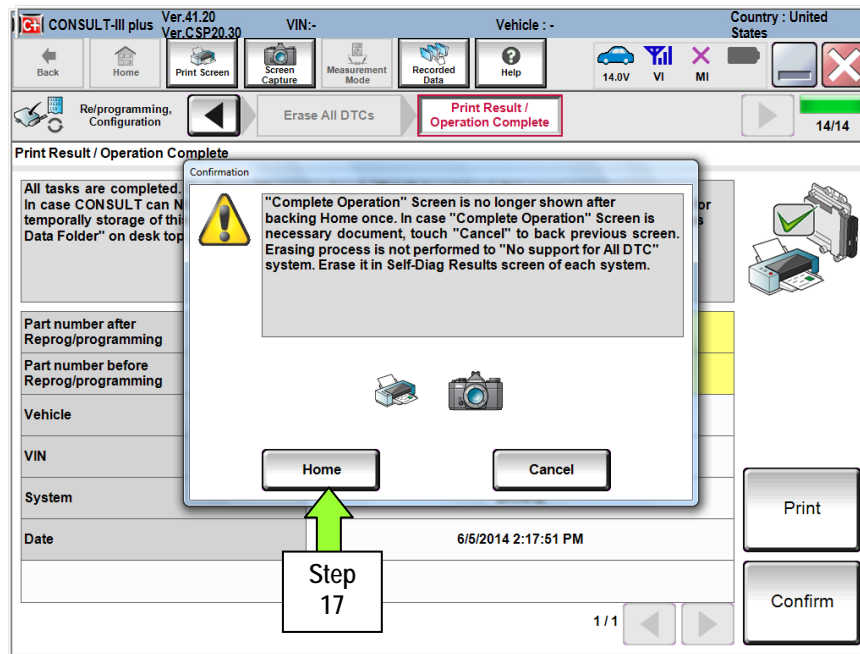 CONSULT-III plus Ver.41.20 VIN:- Vehicle : - Country : United
Ver.CSP20.30 States
Back Home Print Screen Screen Capture Measurement Mode Recorded Data Help 14.0V VI MI
Re/programming, Configuration Erase All DTCs Print Result / Operation Complete 14/14
Print Result / Operation Complete
Confirmation
All tasks are completed.
In case CONSULT can N
temporally storage of this
Data Folder" on desk top
"Complete Operation" Screen is no longer shown after
backing Home once. In case "Complete Operation" Screen is
necessary document, touch "Cancel" to back previous screen.
Erasing process is not performed to "No support for All DTC"
system. Erase it in Self-Diag Results screen of each system.
or
s
Part number after
Reprog/programming
Part number before
Reprog/programming
Vehicle
VIN
System
Date 6/5/2014 2:17:51 PM
Home Cancel
Step
17
Print
Confirm
1/1